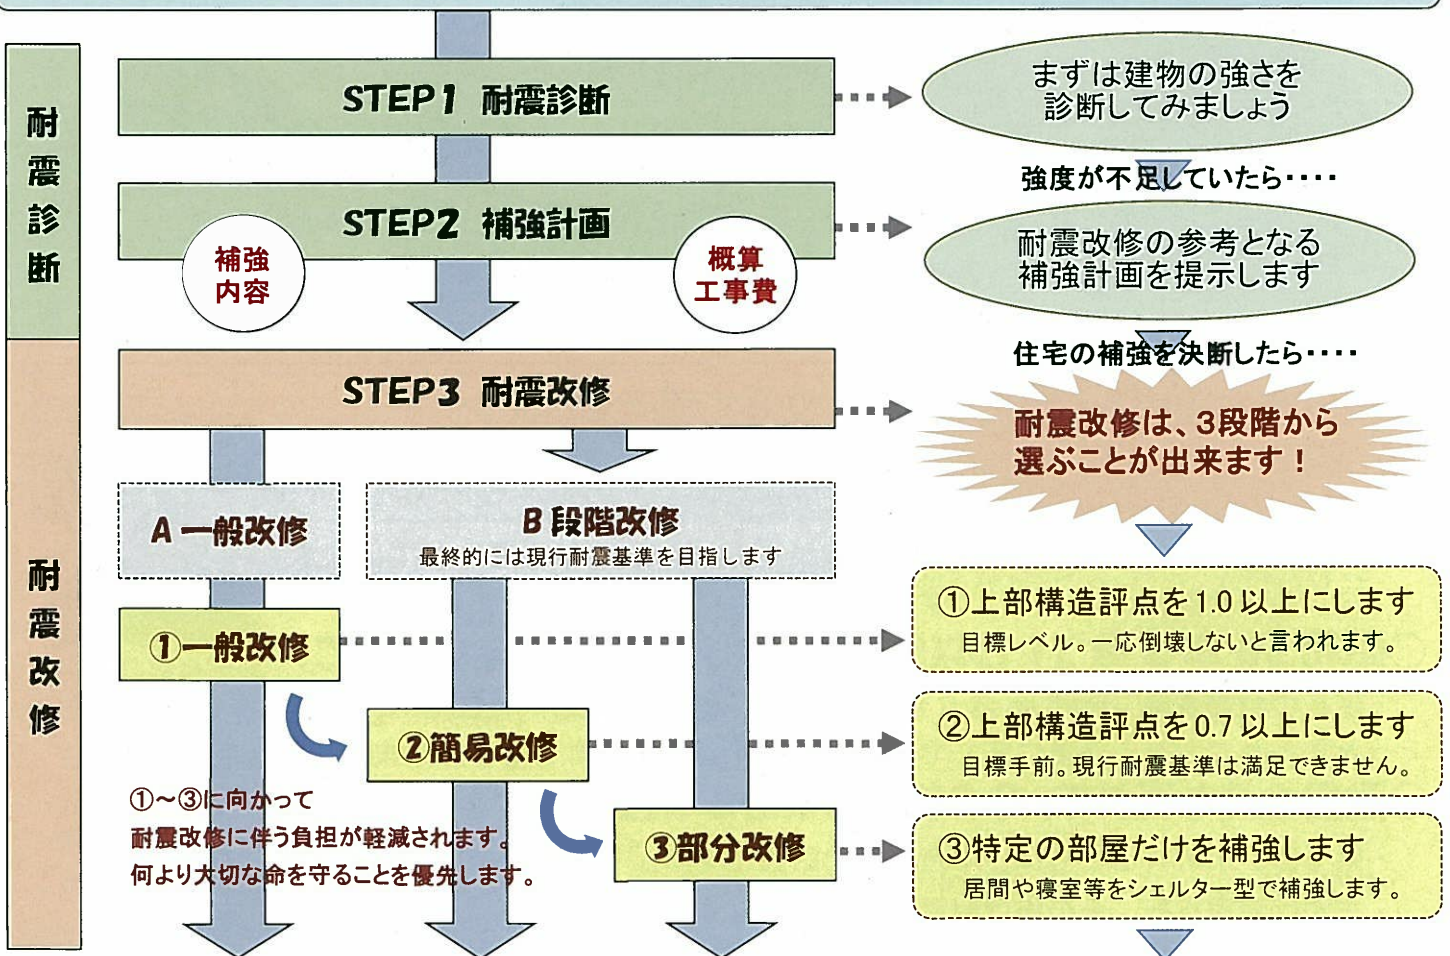 耐震診断
STEP1 耐震診断
まずは建物の強さを
診断してみましょう
強度が不足していたら････
STEP2 補強計画
補強
内容
概算
工事費
耐震改修の参考となる
補強計画を提示します
住宅の補強を決断したら････
耐震改修
STEP3 耐震改修
耐震改修は、3段階から
選ぶことが出来ます！
A 一般改修
B 段階改修
最終的には現行耐震基準を目指します
①一般改修
①上部構造評点を1.0以上にします
目標レベル。一応倒壊しないと言われます。
②簡易改修
②上部構造評点を0.7以上にします
目標手前。現行耐震基準は満足できません。
③部分改修
③特定の部屋だけを補強します
居間や寝室等をシェルター型で補強します。
①～③に向かって
耐震改修に伴う負担が軽減されます。
何より大切な命を守ることを優先します。